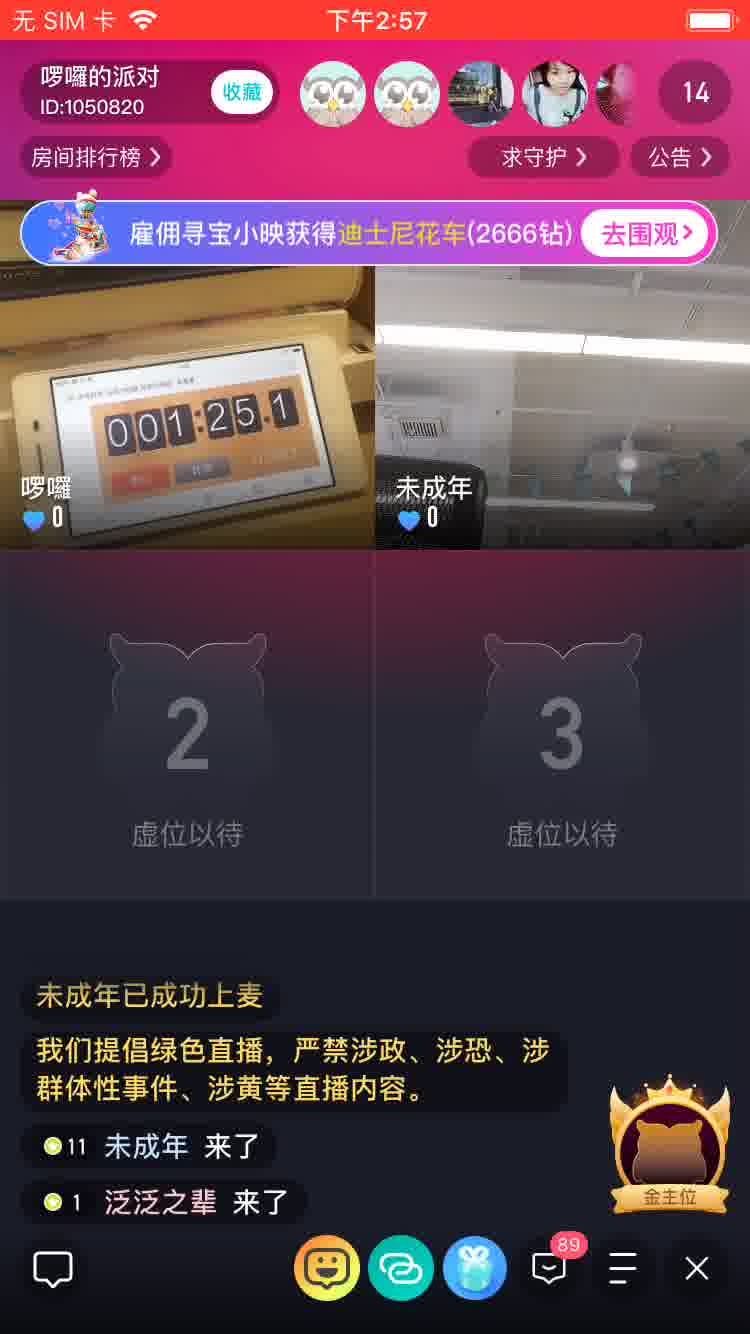 无 SIM 卡
下午2:57
啰囉的派对
ID:1050820
收藏
14
房间排行榜
求守护
公告
雇佣寻宝小映获得迪士尼花车(2666钻)
去围观
001:25.1
啰囉
0
未成年
0
2
虚位以待
3
虚位以待
未成年已成功上麦
我们提倡绿色直播，严禁涉政、涉恐、涉
群体性事件、涉黄等直播内容。
11 未成年 来了
1 泛泛之辈 来了
金主位
89